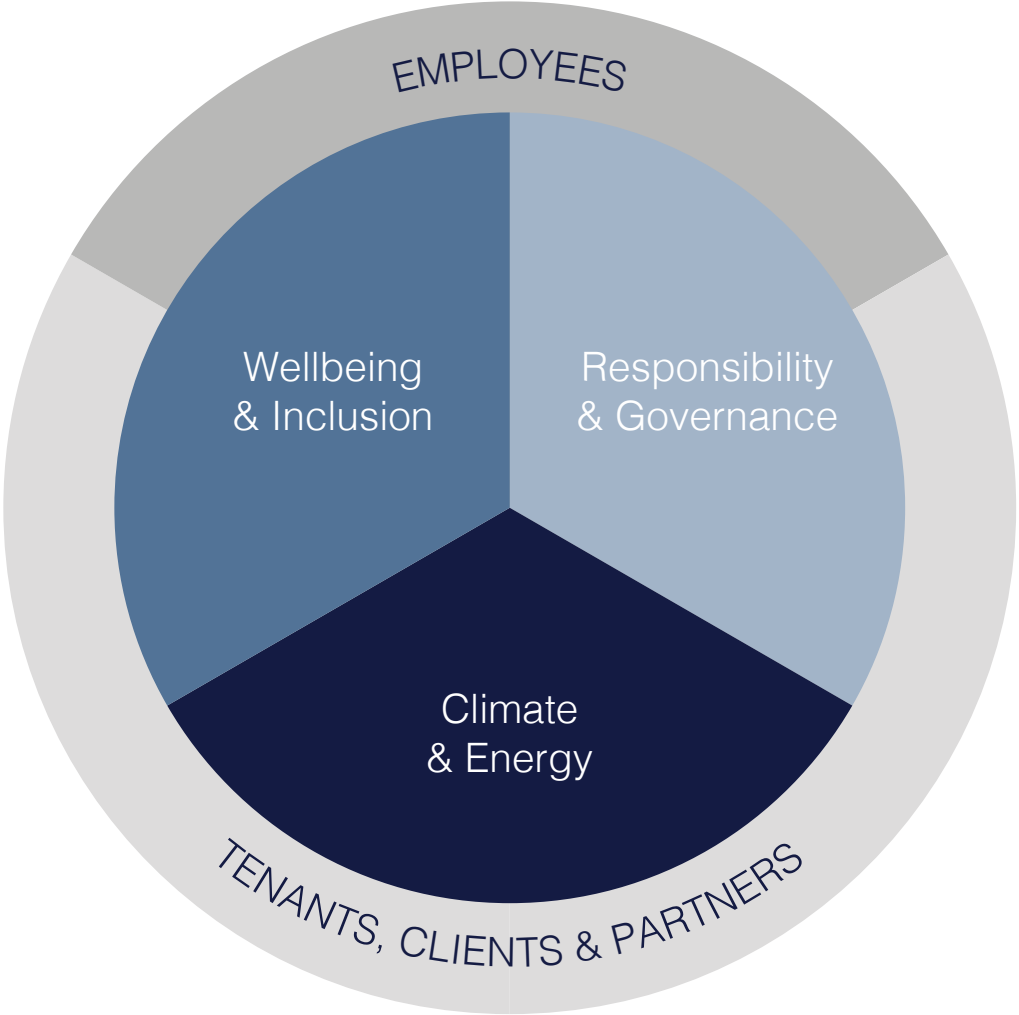 EMPLOYEES
Wellbeing
& Inclusion
Responsibility
& Governance
Climate
& Energy
TENANTS, CLIENTS & PARTNERS